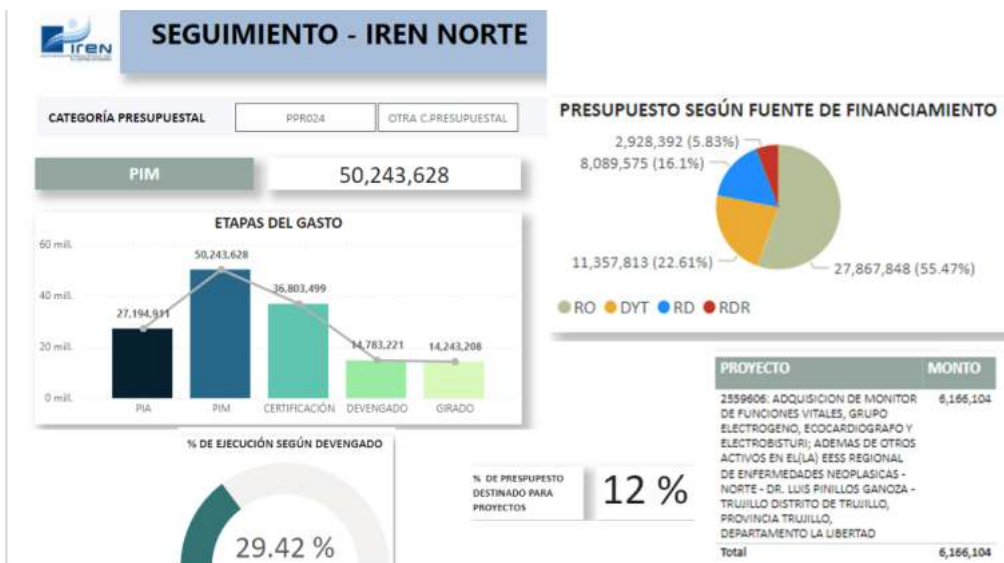 iren
SEGUIMIENTO - IREN NORTE
CATEGORÍA PRESUPUESTAL
PPR024
OTRA C.PRESUPUESTAL
PIM
50,243,628
ETAPAS DEL GASTO
60 mill.
40 mill.
20 mill.
0 mill.
27,194,911
50,243,628
36,803,499
14,783,221
14,243,208
PIA
PIM
CERTIFICACIÓN
DEVENGADO
GIRADO
% DE EJECUCIÓN SEGÚN DEVENGADO
29.42 %
PRESUPUESTO SEGÚN FUENTE DE FINANCIAMIENTO
2,928,392 (5.83%)
8,089,575 (16.1%)
11,357,813 (22.61%)
27,867,848 (55.47%)
RO DYT RD RDR
% DE PRESPUPESTO
DESTINADO PARA
PROYECTOS
12 %
PROYECTO MONTO
2559606: ADQUISICION DE MONITOR 6,166,104
DE FUNCIONES VITALES, GRUPO
ELECTROGENO, ECOCARDIOGRAFO Y
ELECTROBISTURI; ADEMAS DE OTROS
ACTIVOS EN EL(LA) EESS REGIONAL
DE ENFERMEDADES NEOPLASICAS -
NORTE - DR. LUIS PINILLOS GANOZA -
TRUJILLO DISTRITO DE TRUJILLO,
PROVINCIA TRUJILLO,
DEPARTAMENTO LA LIBERTAD
Total 6,166,104